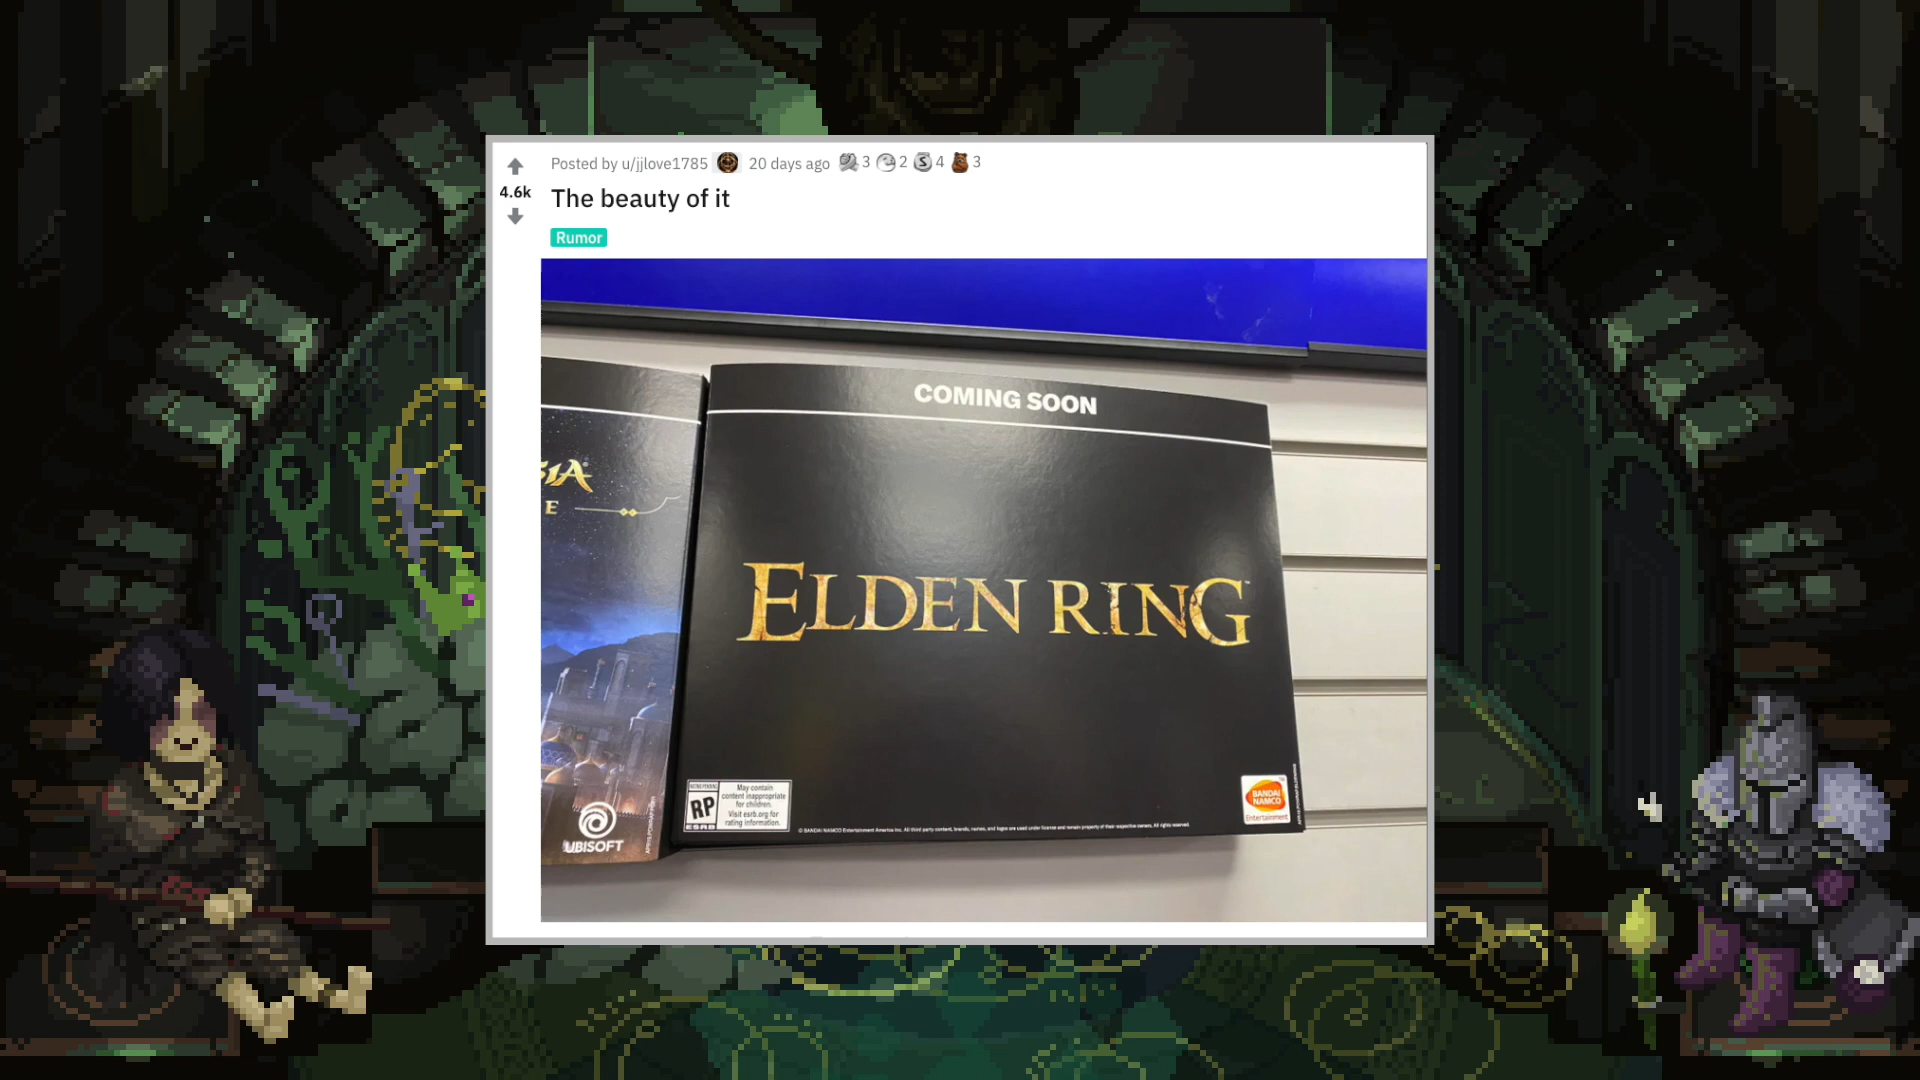 Posted by u/jjlove1785 20 days ago 3 2 4 3
4.6k
The beauty of it
Rumor
COMING SOON
ELDEN RING
RP
ESRB
May contain
content inappropriate
for children.
Visit esrb.org for
rating information.
BANDAI
NAMCO
Entertainment
UBISOFT